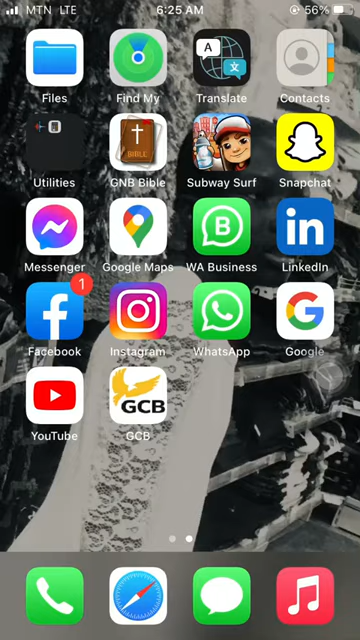 MTN LTE 6:25 AM 56%
Files Find My Translate Contacts
A 文
BIBLE
Utilities GNB Bible Subway Surf Snapchat
B in
Messenger Google Maps WA Business LinkedIn
1
f G
Facebook Instagram WhatsApp Google
GCB
YouTube GCB